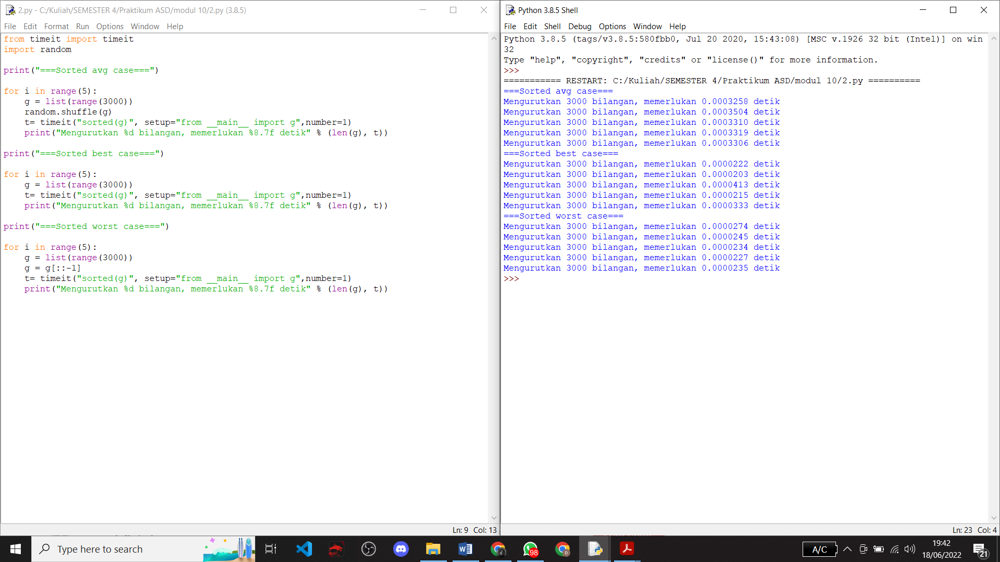 2.py - C:/Kuliah/SEMESTER 4/Praktikum ASD/modul 10/2.py (3.8.5)
File Edit Format Run Options Window Help
from timeit import timeit
import random

print("===Sorted avg case===")

for i in range(5):
    g = list(range(3000))
    random.shuffle(g)
    t= timeit("sorted(g)", setup="from __main__ import g",number=1)
    print("Mengurutkan %d bilangan, memerlukan %8.7f detik" % (len(g), t))

print("===Sorted best case===")

for i in range(5):
    g = list(range(3000))
    t= timeit("sorted(g)", setup="from __main__ import g",number=1)
    print("Mengurutkan %d bilangan, memerlukan %8.7f detik" % (len(g), t))

print("===Sorted worst case===")

for i in range(5):
    g = list(range(3000))
    g = g[::-1]
    t= timeit("sorted(g)", setup="from __main__ import g",number=1)
    print("Mengurutkan %d bilangan, memerlukan %8.7f detik" % (len(g), t))
Ln: 9 Col: 13
Python 3.8.5 Shell
File Edit Shell Debug Options Window Help
Python 3.8.5 (tags/v3.8.5:580fbb0, Jul 20 2020, 15:43:08) [MSC v.1926 32 bit (Intel)] on win
32
Type "help", "copyright", "credits" or "license()" for more information.
>>>
=========== RESTART: C:/Kuliah/SEMESTER 4/Praktikum ASD/modul 10/2.py ==========
===Sorted avg case===
Mengurutkan 3000 bilangan, memerlukan 0.0003258 detik
Mengurutkan 3000 bilangan, memerlukan 0.0003504 detik
Mengurutkan 3000 bilangan, memerlukan 0.0003310 detik
Mengurutkan 3000 bilangan, memerlukan 0.0003319 detik
Mengurutkan 3000 bilangan, memerlukan 0.0003306 detik
===Sorted best case===
Mengurutkan 3000 bilangan, memerlukan 0.0000222 detik
Mengurutkan 3000 bilangan, memerlukan 0.0000203 detik
Mengurutkan 3000 bilangan, memerlukan 0.0000413 detik
Mengurutkan 3000 bilangan, memerlukan 0.0000215 detik
Mengurutkan 3000 bilangan, memerlukan 0.0000333 detik
===Sorted worst case===
Mengurutkan 3000 bilangan, memerlukan 0.0000274 detik
Mengurutkan 3000 bilangan, memerlukan 0.0000245 detik
Mengurutkan 3000 bilangan, memerlukan 0.0000234 detik
Mengurutkan 3000 bilangan, memerlukan 0.0000227 detik
Mengurutkan 3000 bilangan, memerlukan 0.0000235 detik
>>>
Ln: 23 Col: 4
Type here to search
W
98
D
A/C
19:42
18/06/2022
21